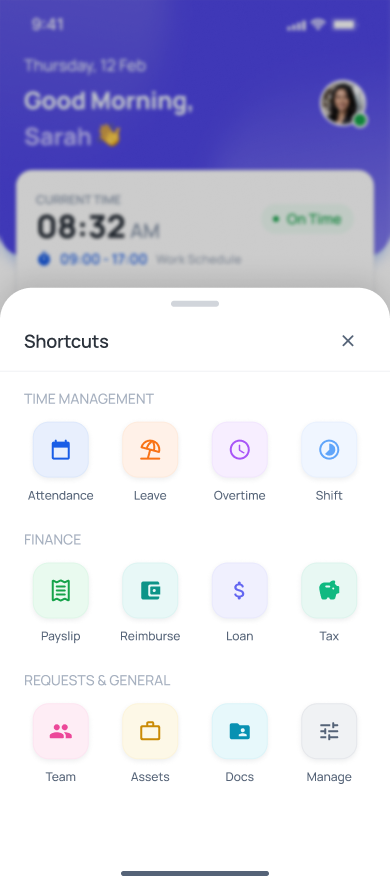 9:41
Thursday, 12 Feb
Good Morning,
Sarah 👋
CURRENT TIME
08:32 AM
On Time
09:00 - 17:00 Work Schedule
Shortcuts
TIME MANAGEMENT
Attendance Leave Overtime Shift
FINANCE
Payslip Reimburse Loan Tax
REQUESTS & GENERAL
Team Assets Docs Manage